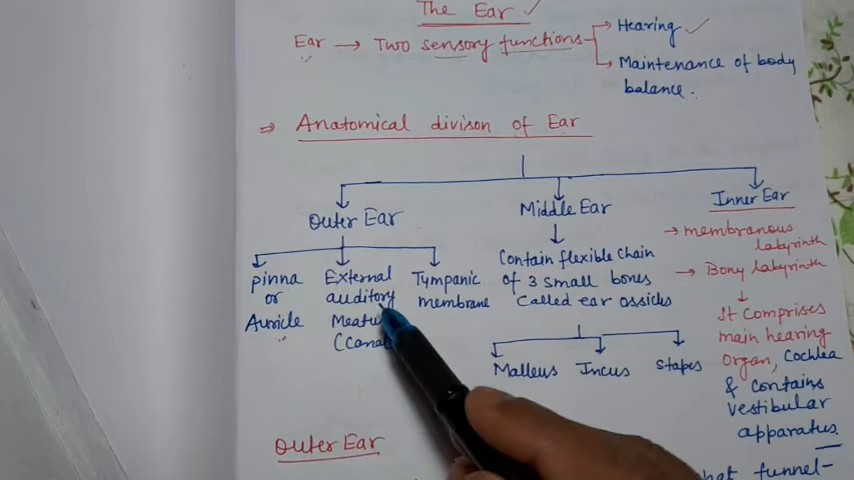 The Ear ✓
Ear → Two sensory functions
Hearing ✓
Maintenance of body
balance.
⇒ Anatomical divison of Ear
Outer Ear
Pinna
or
Auricle
External
auditory
Meatus
(Canal
Tympanic
membrane
Middle Ear
Contain flexible chain
of 3 small bones
Called ear ossicles
Malleus Incus Stapes
Inner Ear
→ membranous
labyrinth
→ Bony labyrinth
It comprises
main hearing
Organ, Cochlea
& contains
vestibular
apparatus.
Outer Ear
funnel-